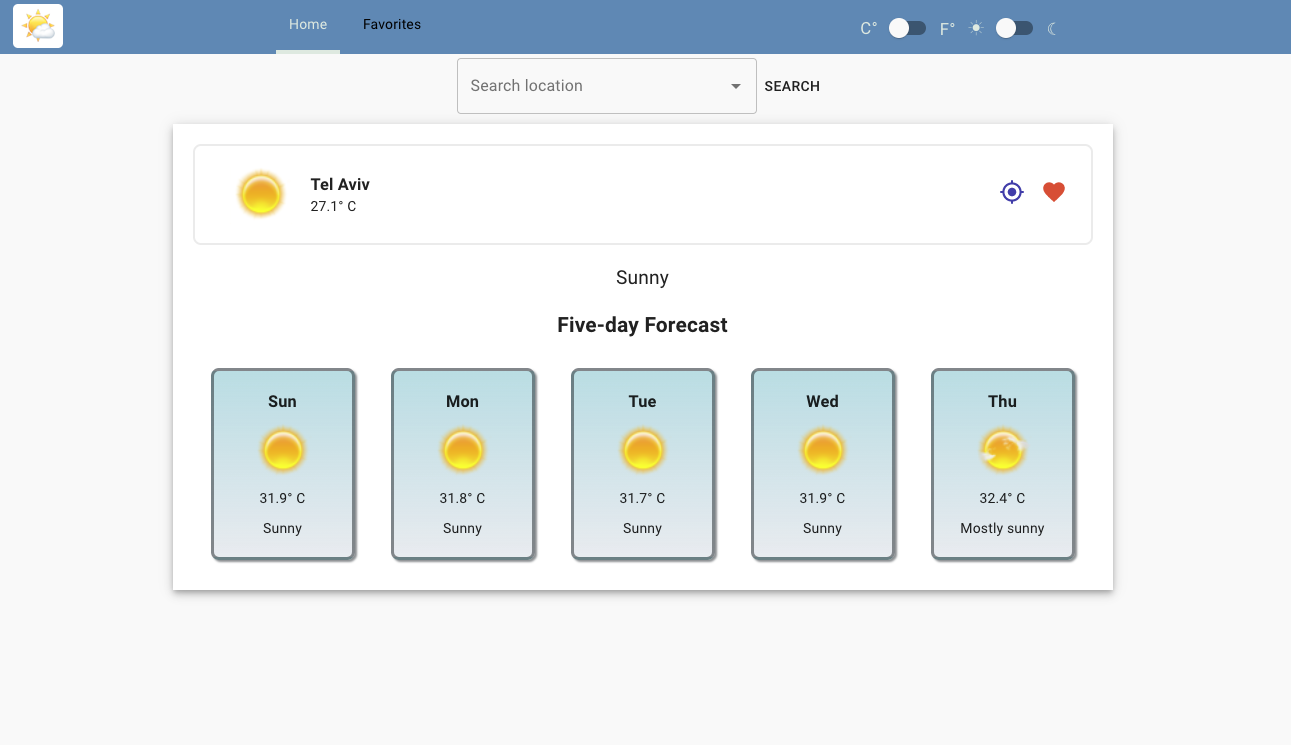 Home Favorites C° F°
Search location SEARCH
Tel Aviv
27.1° C
Sunny
Five-day Forecast
Sun Mon Tue Wed Thu
31.9° C 31.8° C 31.7° C 31.9° C 32.4° C
Sunny Sunny Sunny Sunny Mostly sunny